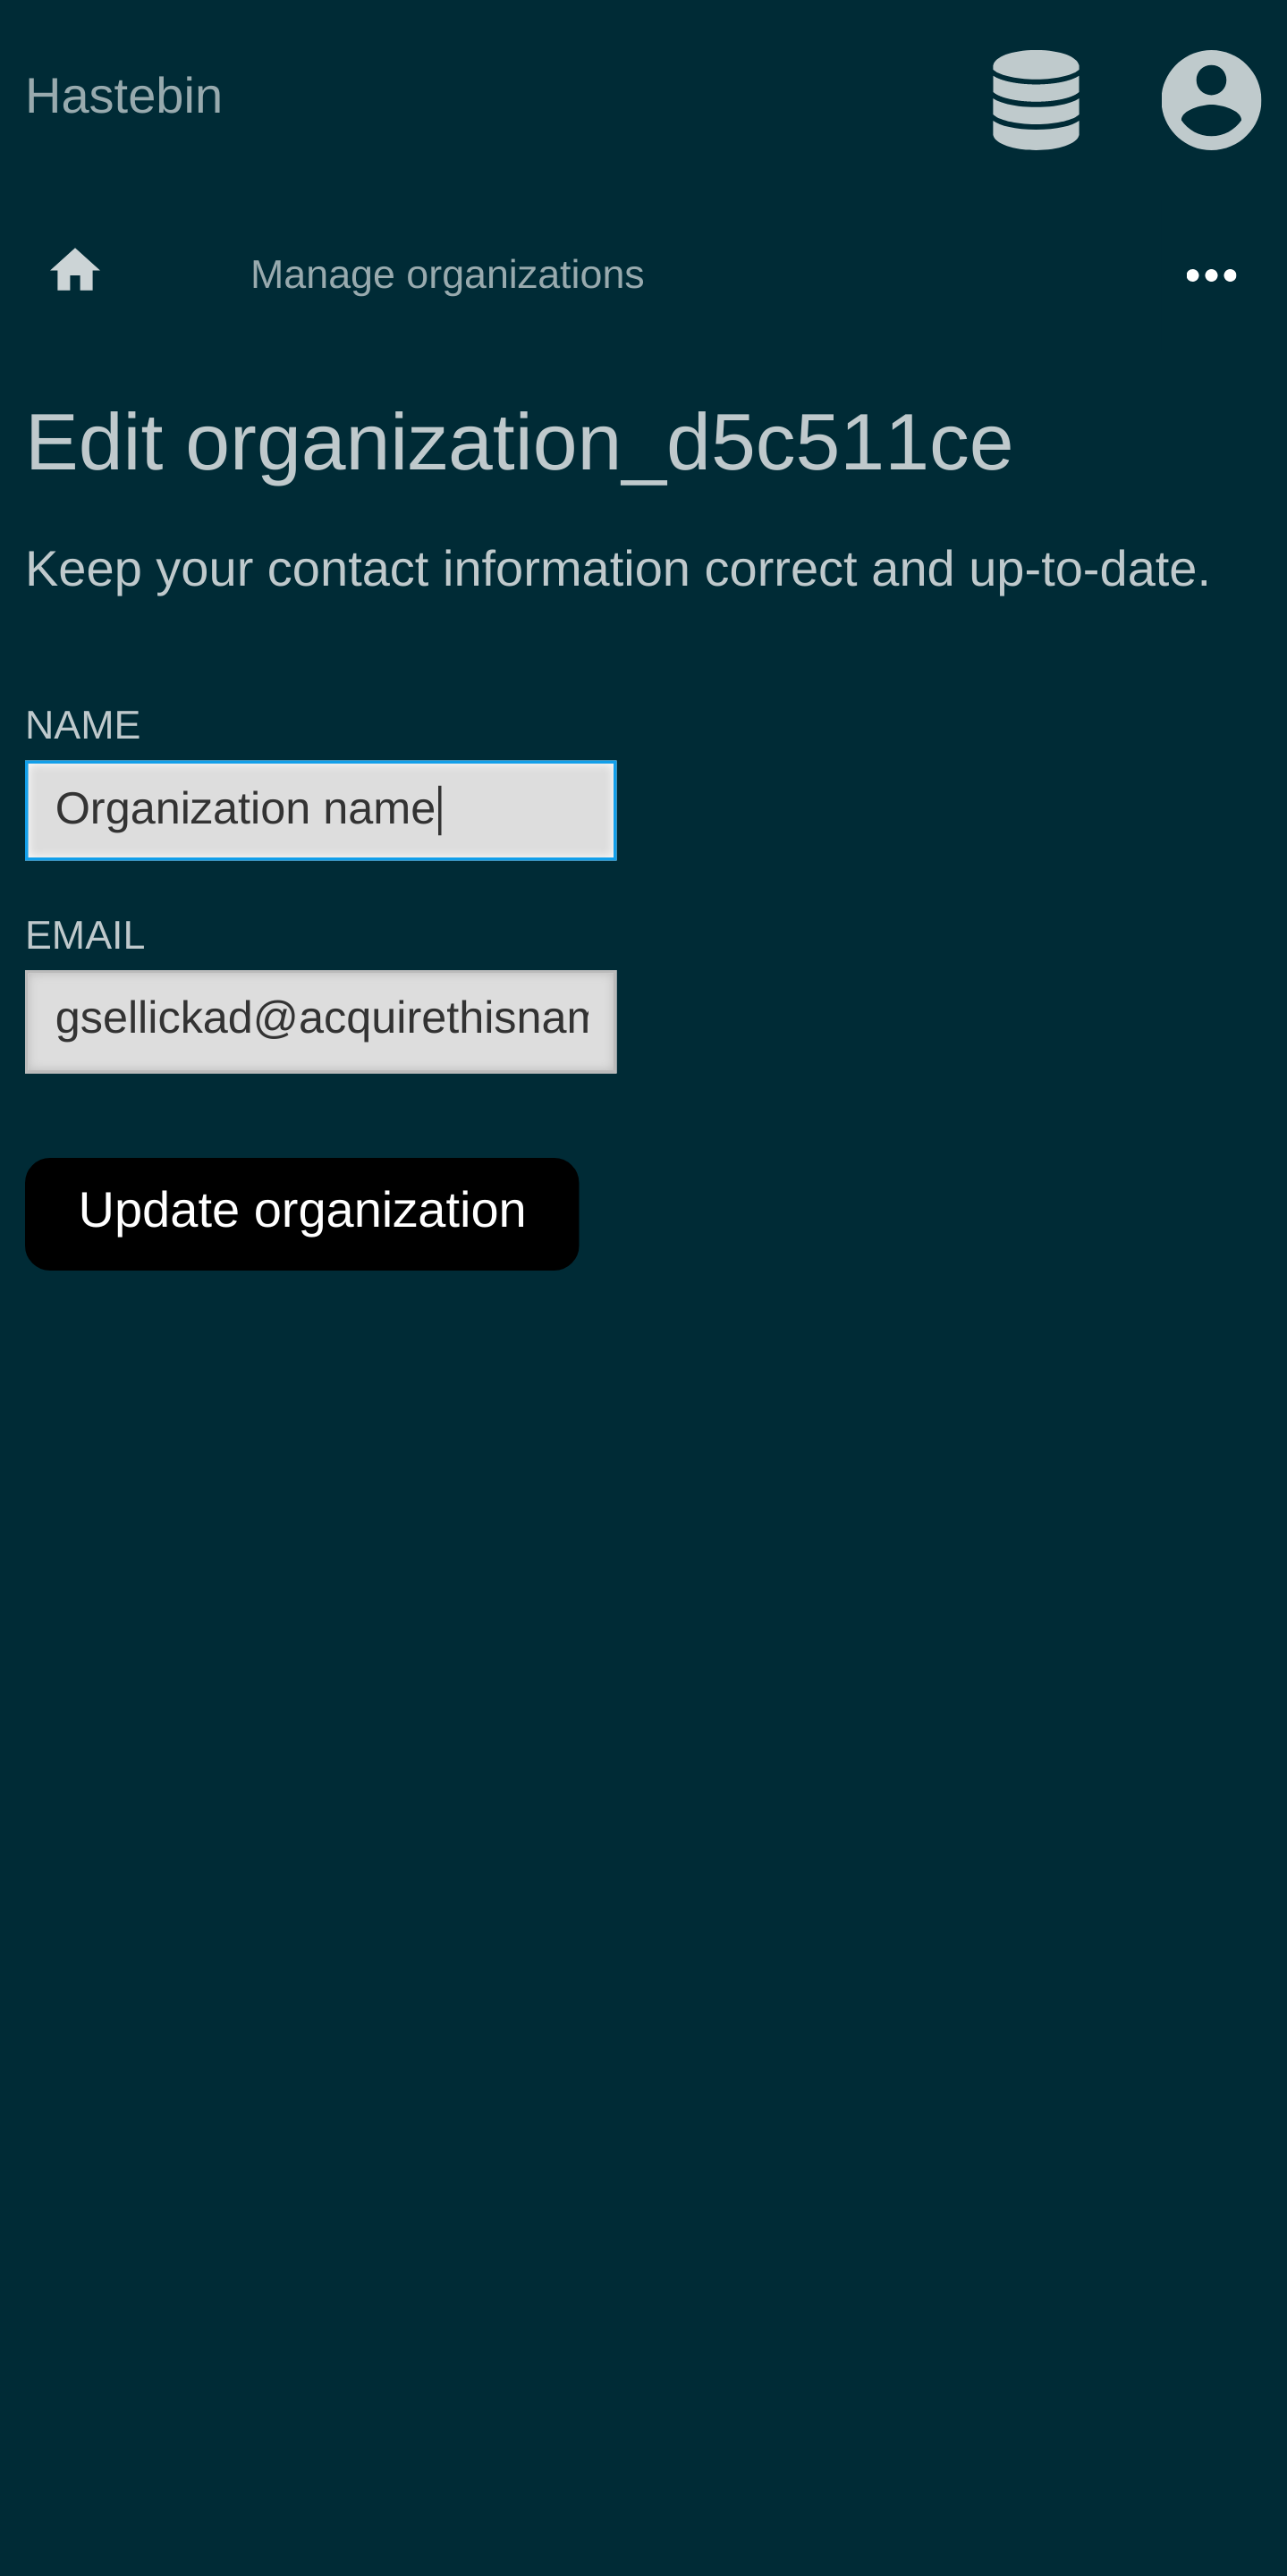 Hastebin
Manage organizations
Edit organization_d5c511ce
Keep your contact information correct and up-to-date.
NAME
Organization name
EMAIL
gsellickad@acquirethisnam
Update organization